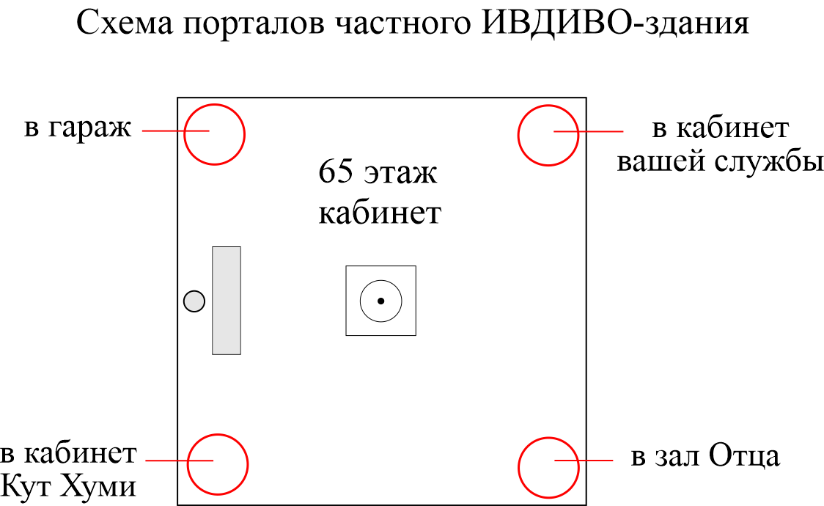 Схема порталов частного ИВДИВО-здания
в гараж
в кабинет
вашей службы
65 этаж
кабинет
в кабинет
Кут Хуми
в зал Отца